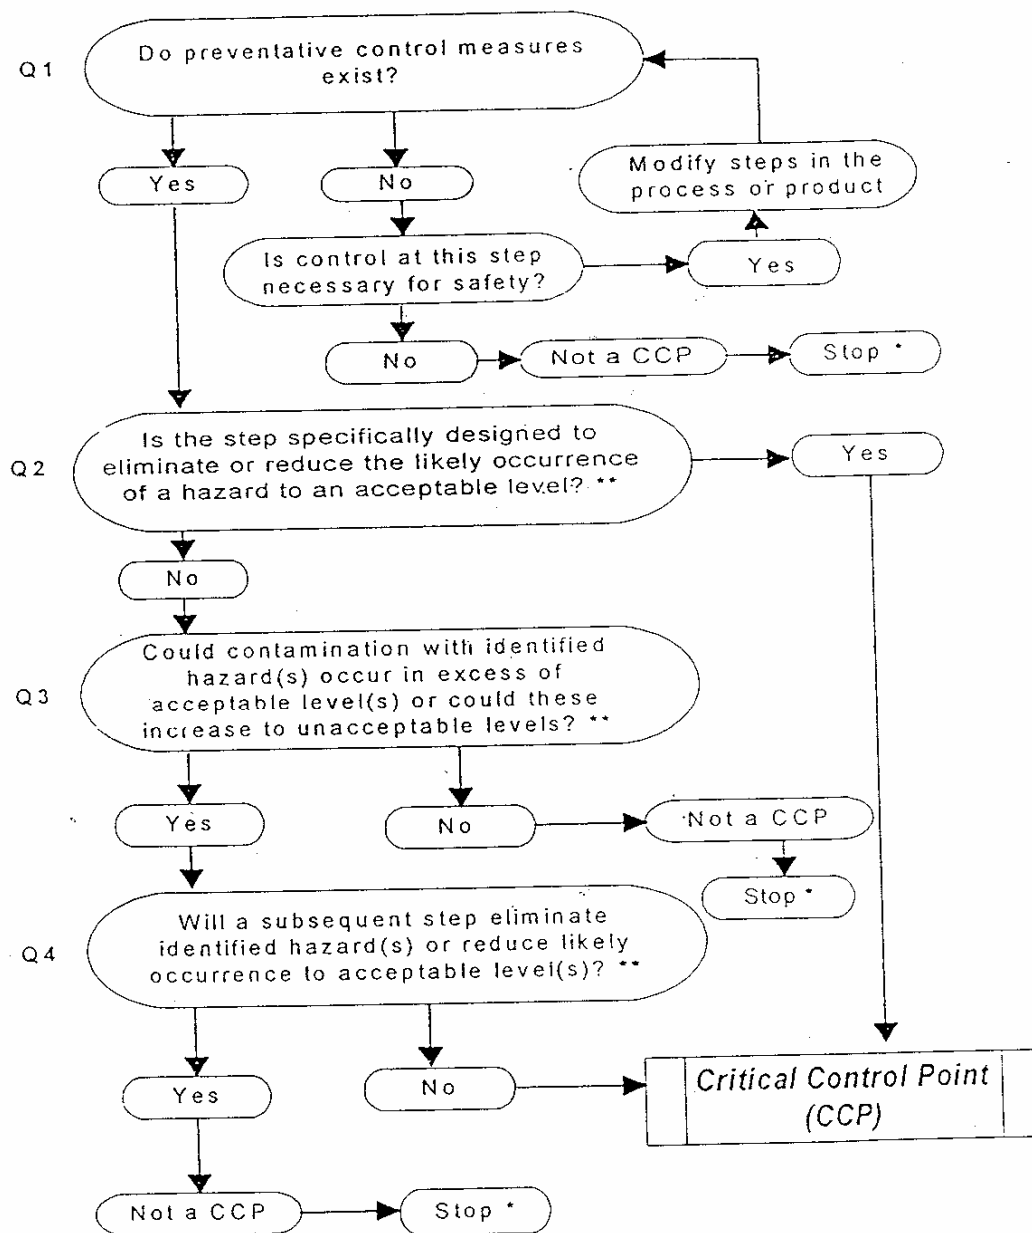 Q1
Do preventative control measures
exist?
Yes
No
Modify steps in the
process or product
Is control at this step
necessary for safety?
Yes
No
Not a CCP
Stop *
Q2
Is the step specifically designed to
eliminate or reduce the likely occurrence
of a hazard to an acceptable level? **
Yes
No
Q3
Could contamination with identified
hazard(s) occur in excess of
acceptable level(s) or could these
increase to unacceptable levels? **
Yes
No
Not a CCP
Stop *
Q4
Will a subsequent step eliminate
identified hazard(s) or reduce likely
occurrence to acceptable level(s)? **
Yes
No
Critical Control Point
(CCP)
Not a CCP
Stop *